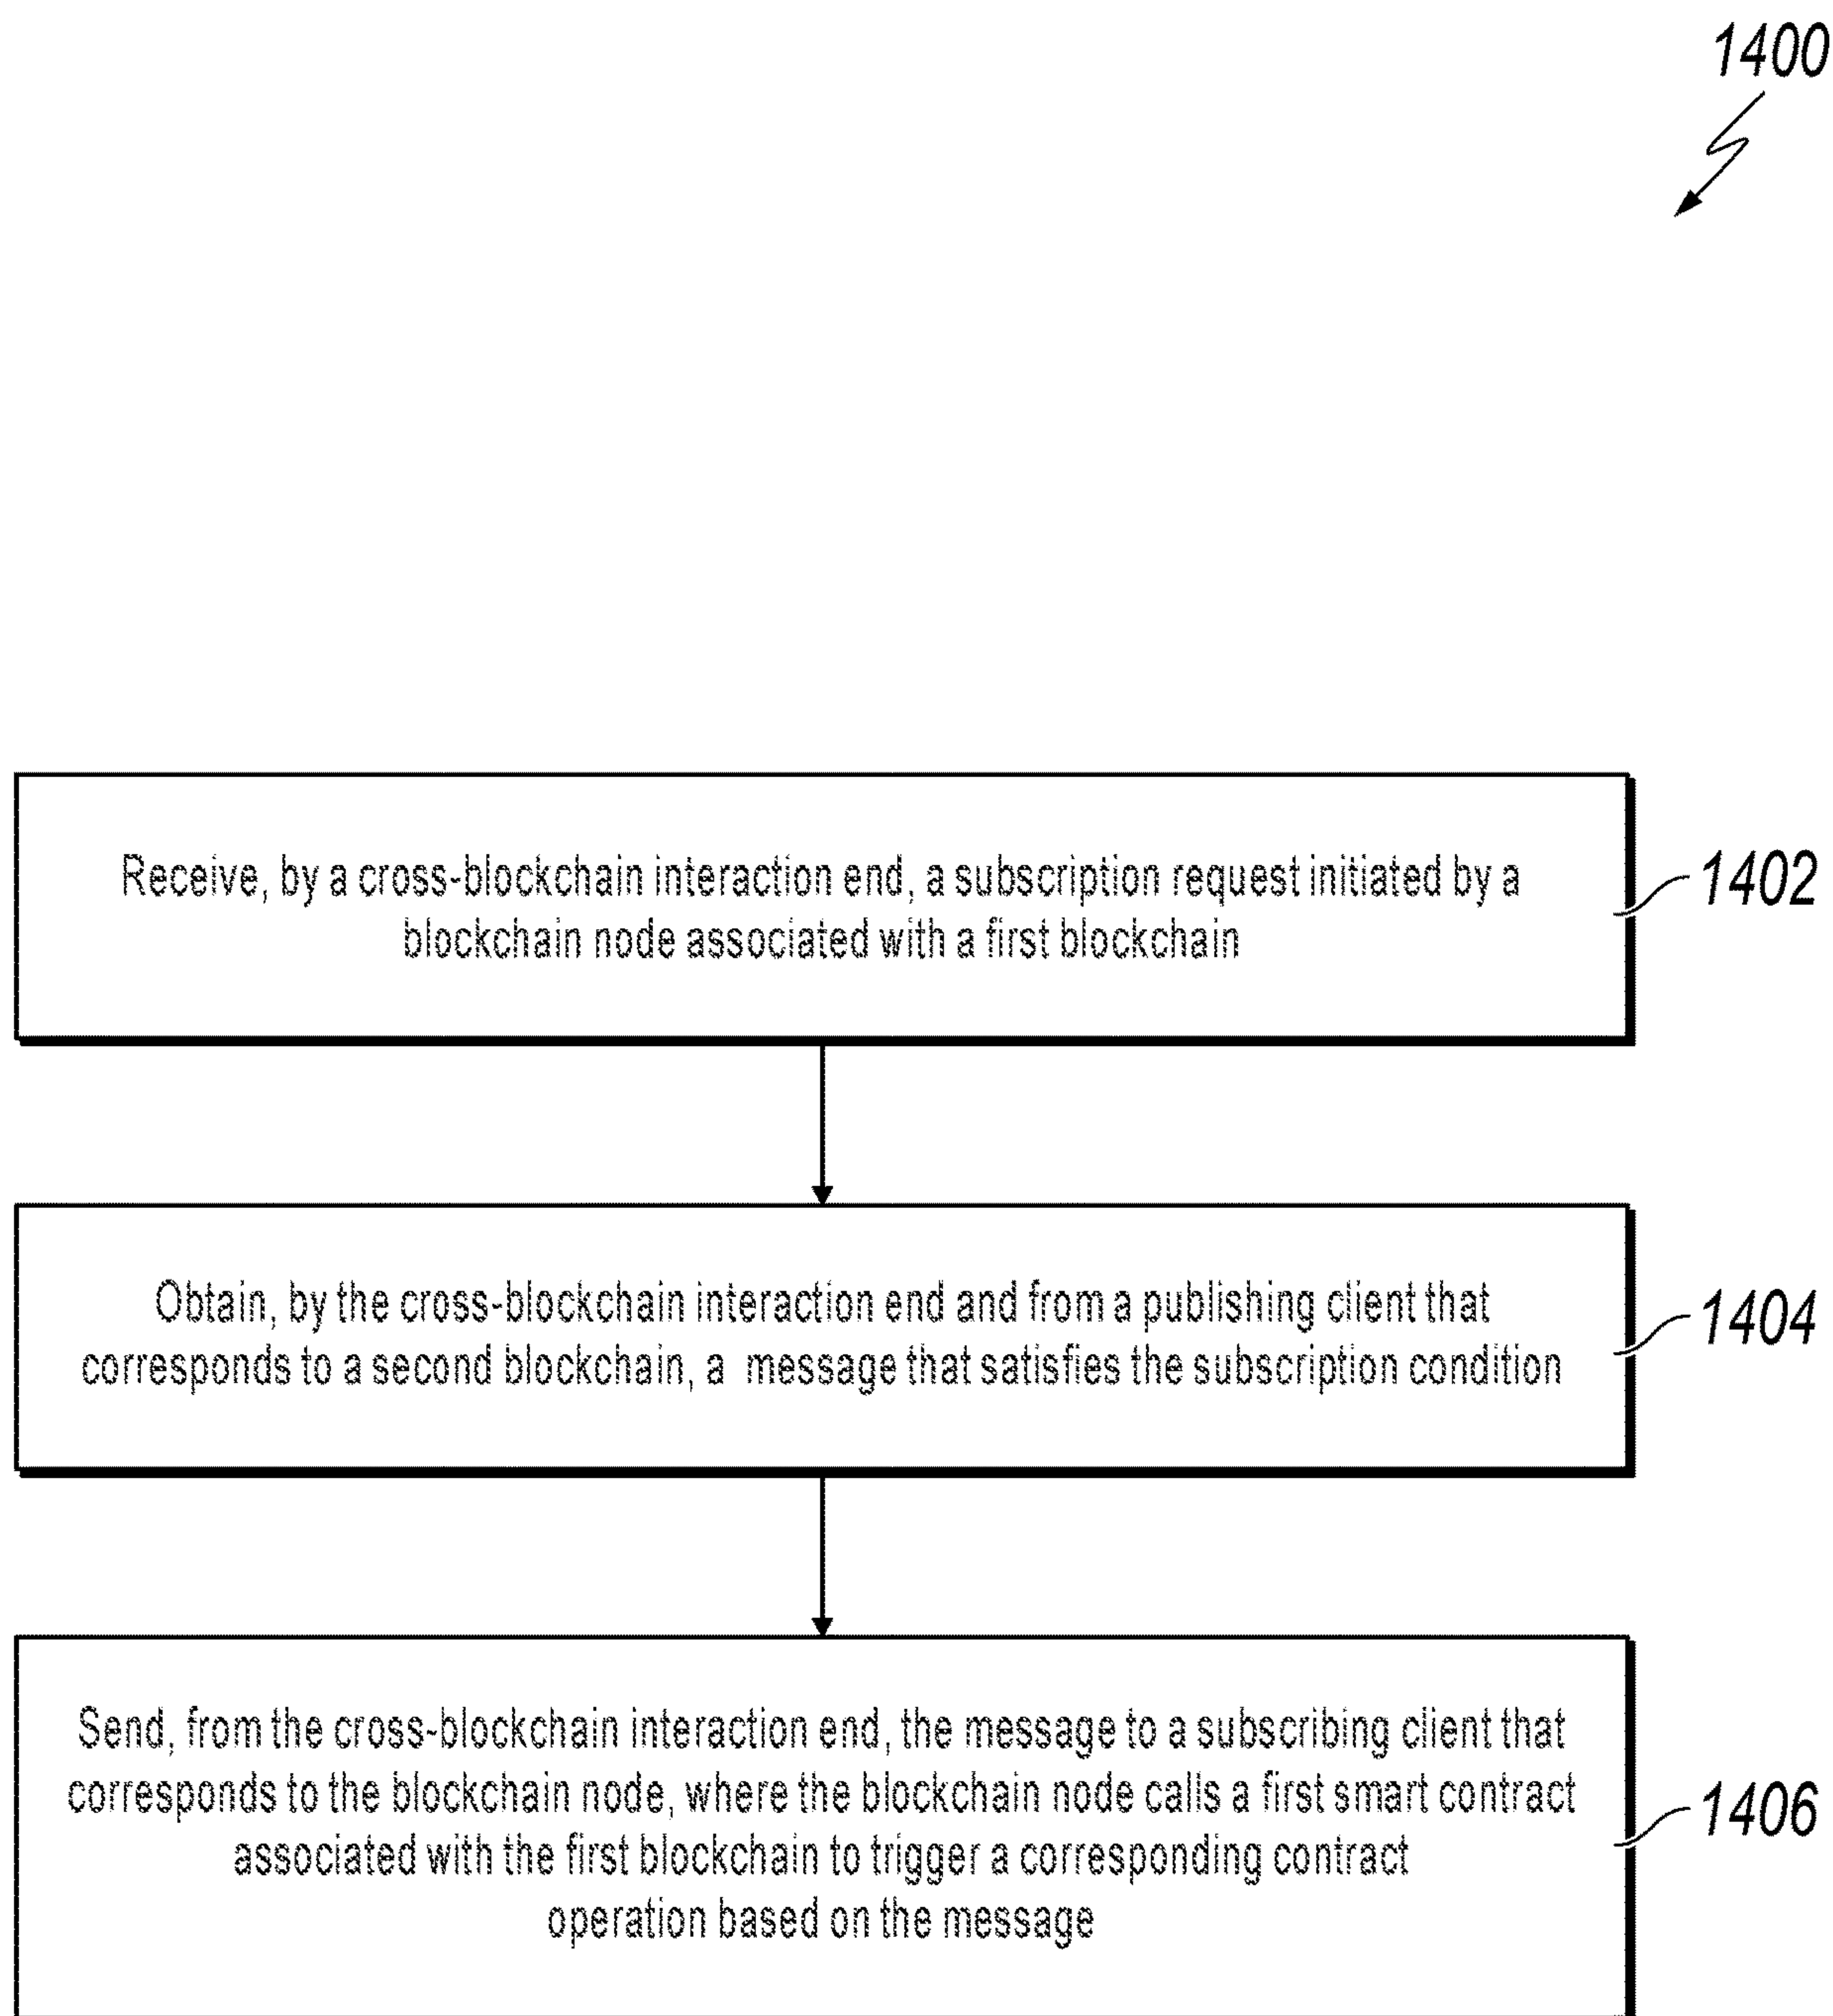 1400
Receive, by a cross-blockchain interaction end, a subscription request initiated by a
blockchain node associated with a first blockchain
1402
Obtain, by the cross-blockchain interaction end and from a publishing client that
corresponds to a second blockchain, a message that satisfies the subscription condition
1404
Send, from the cross-blockchain interaction end, the message to a subscribing client that
corresponds to the blockchain node, where the blockchain node calls a first smart contract
associated with the first blockchain to trigger a corresponding contract
operation based on the message
1406